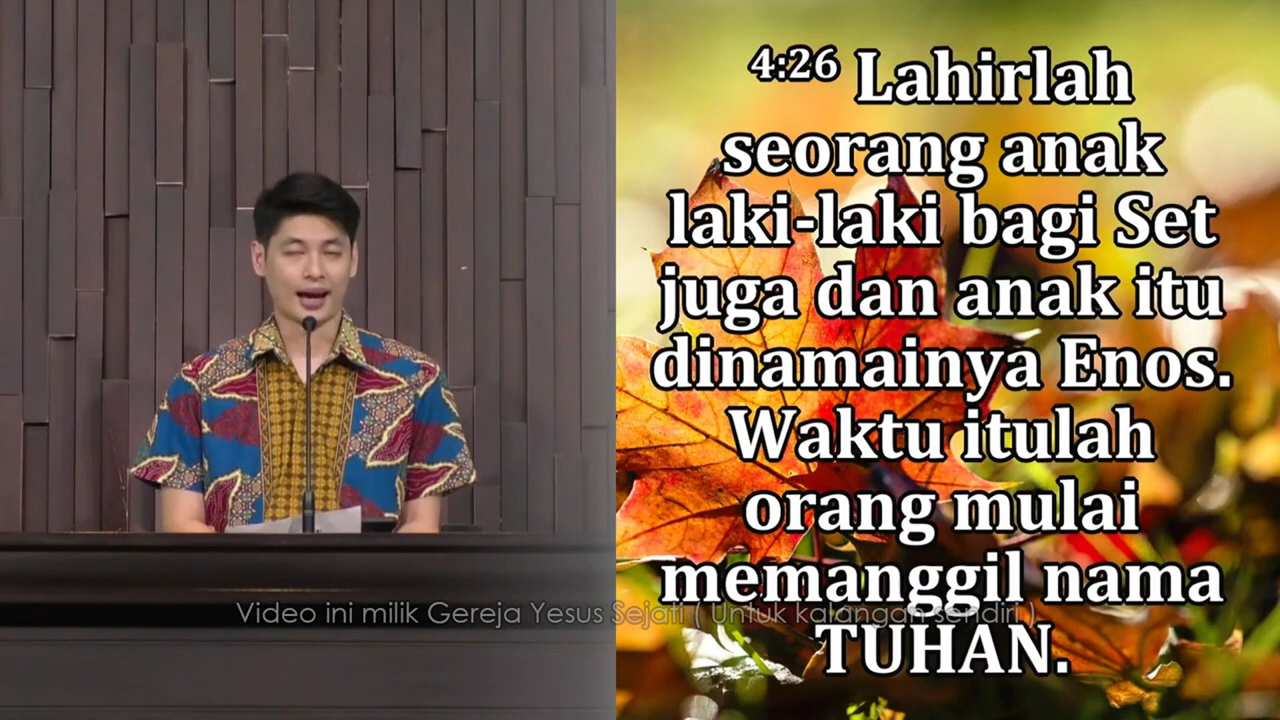 4:26 Lahirlah
seorang anak
laki-laki bagi Set
juga dan anak itu
dinamainya Enos.
Waktu itulah
orang mulai
memanggil nama
TUHAN.
Video ini milik Gereja Yesus Sejati ( Untuk kalangan sendiri )